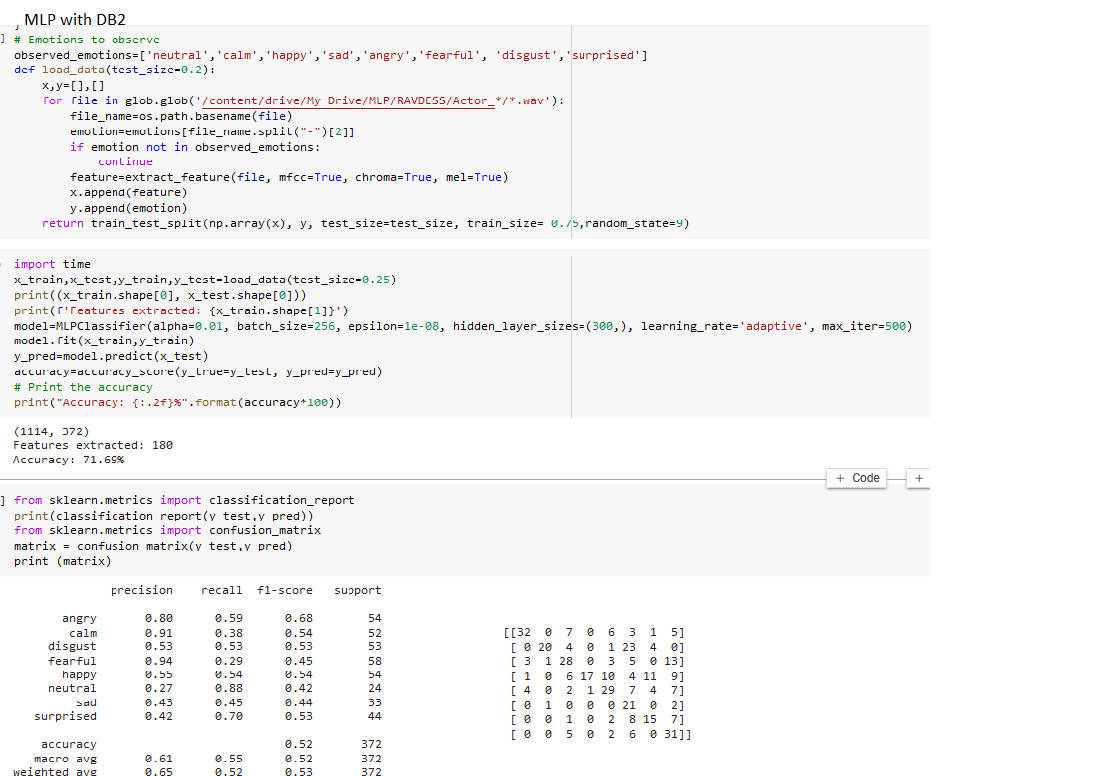 MLP with DB2
] # Emotions to observe
observed_emotions=['neutral','calm','happy','sad','angry','fearful', 'disgust','surprised']
def load_data(test_size=0.2):
    x,y=[],[]
    for file in glob.glob('/content/drive/My Drive/MLP/RAVDESS/Actor_*/*.wav'):
        file_name=os.path.basename(file)
        emotion=emotions[file_name.split("-")[2]]
        if emotion not in observed_emotions:
            continue
        feature=extract_feature(file, mfcc=True, chroma=True, mel=True)
        x.append(feature)
        y.append(emotion)
    return train_test_split(np.array(x), y, test_size=test_size, train_size= 0.75,random_state=9)
import time
x_train,x_test,y_train,y_test=load_data(test_size=0.25)
print((x_train.shape[0], x_test.shape[0]))
print(f'Features extracted: {x_train.shape[1]}')
model=MLPClassifier(alpha=0.01, batch_size=256, epsilon=1e-08, hidden_layer_sizes=(300,), learning_rate='adaptive', max_iter=500)
model.fit(x_train,y_train)
y_pred=model.predict(x_test)
accuracy=accuracy_score(y_true=y_test, y_pred=y_pred)
# Print the accuracy
print("Accuracy: {:.2f}%".format(accuracy*100))
(1114, 372)
Features extracted: 180
Accuracy: 71.69%
+ Code +
] from sklearn.metrics import classification_report
print(classification_report(y_test,y_pred))
from sklearn.metrics import confusion_matrix
matrix = confusion_matrix(y_test,y_pred)
print (matrix)
precision recall f1-score support
angry 0.80 0.59 0.68 54
calm 0.91 0.38 0.54 52
disgust 0.53 0.53 0.53 53
fearful 0.94 0.29 0.45 58
happy 0.55 0.54 0.54 54
neutral 0.27 0.88 0.42 24
sad 0.43 0.45 0.44 33
surprised 0.42 0.70 0.53 44
accuracy 0.52 372
macro avg 0.61 0.55 0.52 372
weighted avg 0.65 0.52 0.53 372
[[32 0 7 0 6 3 1 5]
[ 0 20 4 0 1 23 4 0]
[ 3 1 28 0 3 5 0 13]
[ 1 0 6 17 10 4 11 9]
[ 4 0 2 1 29 7 4 7]
[ 0 1 0 0 0 21 0 2]
[ 0 0 1 0 2 8 15 7]
[ 0 0 5 0 2 6 0 31]]